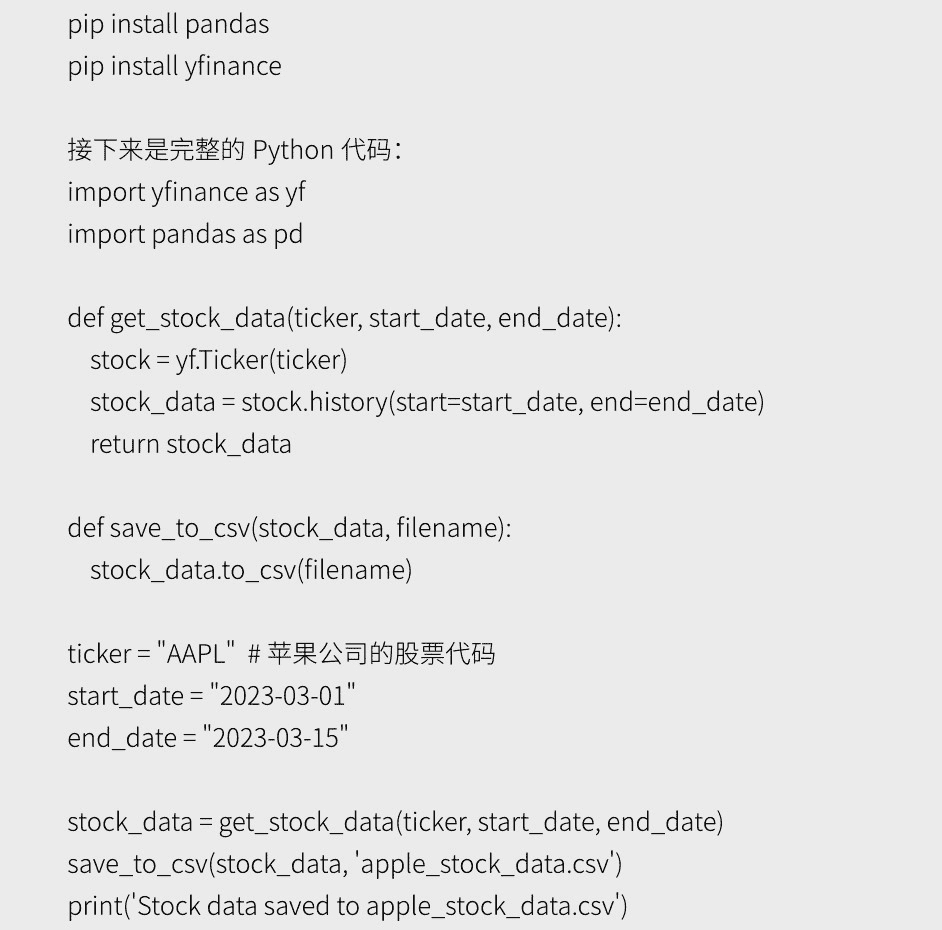 pip install pandas
pip install yfinance
接下来是完整的 Python 代码：
import yfinance as yf
import pandas as pd
def get_stock_data(ticker, start_date, end_date):
stock = yf.Ticker(ticker)
stock_data = stock.history(start=start_date, end=end_date)
return stock_data
def save_to_csv(stock_data, filename):
stock_data.to_csv(filename)
ticker = "AAPL"  # 苹果公司的股票代码
start_date = "2023-03-01"
end_date = "2023-03-15"
stock_data = get_stock_data(ticker, start_date, end_date)
save_to_csv(stock_data, 'apple_stock_data.csv')
print('Stock data saved to apple_stock_data.csv')